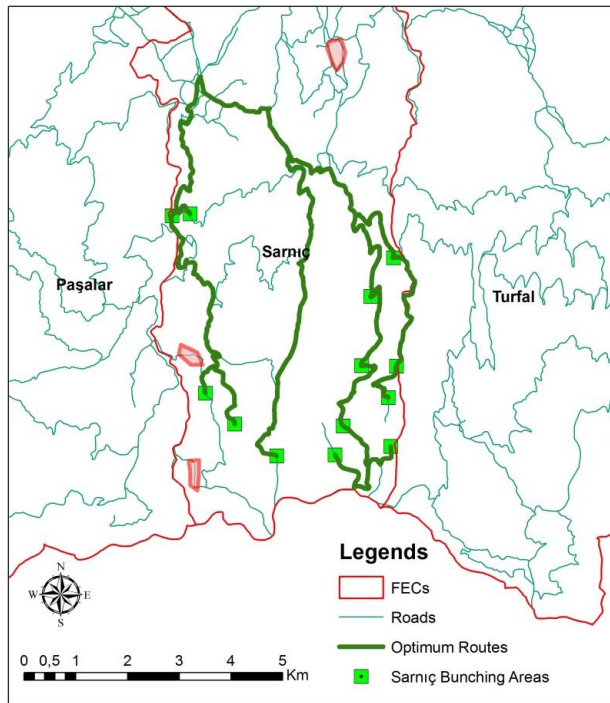 Sarnıç
Paşalar
Turfal
Legends
FECs
Roads
Optimum Routes
Sarnıç Bunching Areas
N
W E
S
0 0,5 1 2 3 4 5
Km